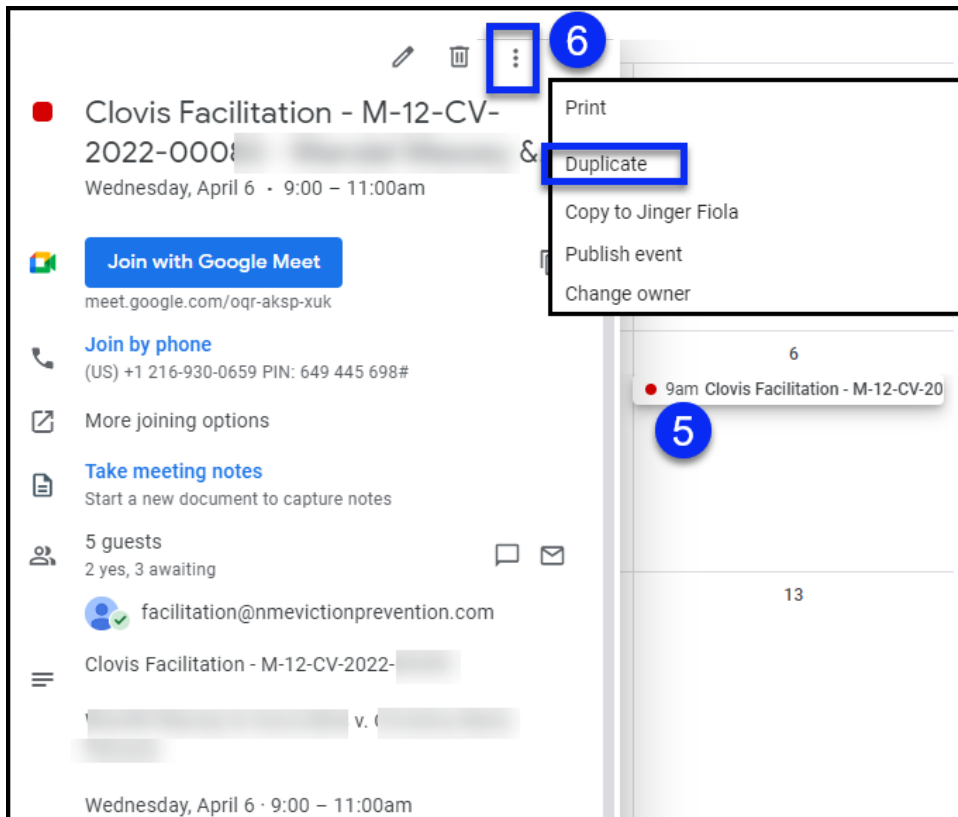 6
Clovis Facilitation - M-12-CV-
2022-000 &
Wednesday, April 6 · 9:00 – 11:00am
Join with Google Meet
meet.google.com/oqr-aksp-xuk
Join by phone
(US) +1 216-930-0659 PIN: 649 445 698#
More joining options
Take meeting notes
Start a new document to capture notes
5 guests
2 yes, 3 awaiting
facilitation@nmevictionprevention.com
Clovis Facilitation - M-12-CV-2022-
v.
Wednesday, April 6 · 9:00 – 11:00am
Print
Duplicate
Copy to Jinger Fiola
Publish event
Change owner
6
9am Clovis Facilitation - M-12-CV-20
5
13